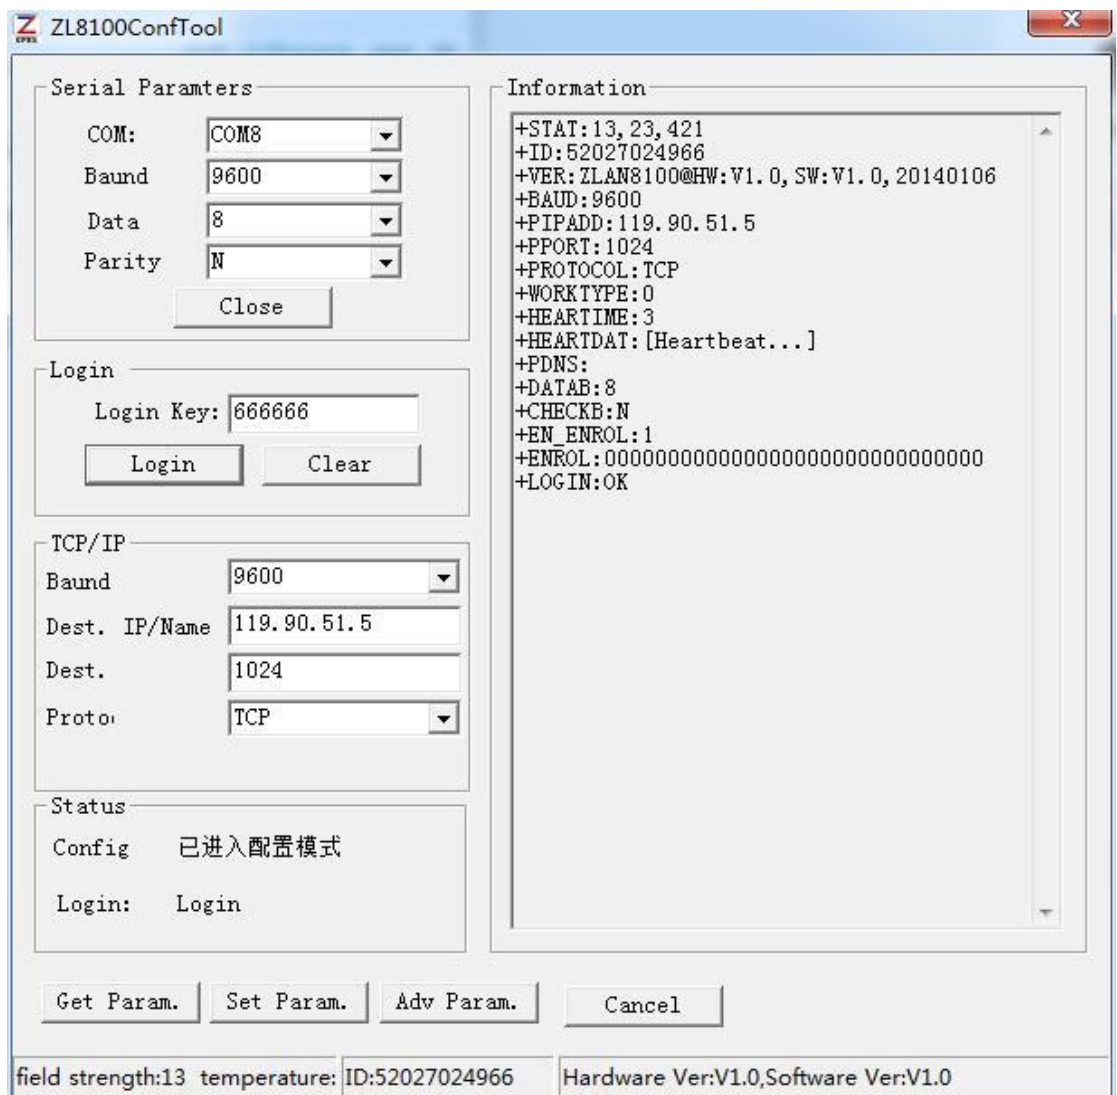 ZL8100ConfTool
Serial Paramters
COM: COM8
Baund 9600
Data 8
Parity N
Close
Login
Login Key: 666666
Login Clear
TCP/IP
Baund 9600
Dest. IP/Name 119.90.51.5
Dest. 1024
Proto TCP
Status
Config 已进入配置模式
Login: Login
Information
+STAT:13,23,421
+ID:52027024966
+VER:ZLAN8100@HW:V1.0,SW:V1.0,20140106
+BAUD:9600
+PIPADD:119.90.51.5
+PPORT:1024
+PROTOCOL:TCP
+WORKTYPE:0
+HEARTIME:3
+HEARTDAT:[Heartbeat...]
+PDNS:
+DATAB:8
+CHECKB:N
+EN_ENROL:1
+ENROL:000000000000000000000000000000
+LOGIN:OK
Get Param. Set Param. Adv Param. Cancel
field strength:13 temperature: ID:52027024966 Hardware Ver:V1.0,Software Ver:V1.0